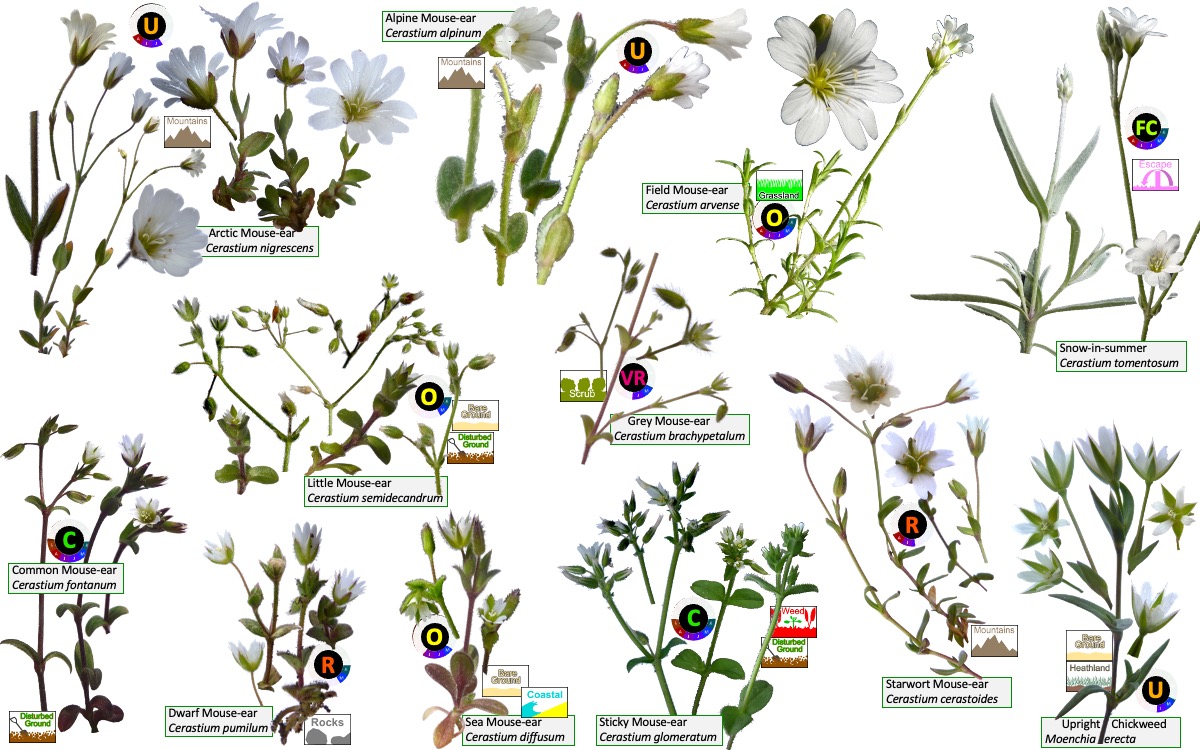 U
Mountains
Arctic Mouse-ear
Cerastium nigrescens
Alpine Mouse-ear
Cerastium alpinum
Mountains
U
Field Mouse-ear
Cerastium arvense
Grassland
O
FC
Escape
Snow-in-summer
Cerastium tomentosum
O
Bare
Ground
Disturbed
Ground
Little Mouse-ear
Cerastium semidecandrum
Scrub
VR
Grey Mouse-ear
Cerastium brachypetalum
C
Common Mouse-ear
Cerastium fontanum
Disturbed
Ground
R
Dwarf Mouse-ear
Cerastium pumilum
Rocks
O
Bare
Ground
Coastal
Sea Mouse-ear
Cerastium diffusum
C
Weed
Disturbed
Ground
Sticky Mouse-ear
Cerastium glomeratum
R
Mountains
Starwort Mouse-ear
Cerastium cerastoides
Bare
Ground
Heathland
U
Upright Chickweed
Moenchia erecta